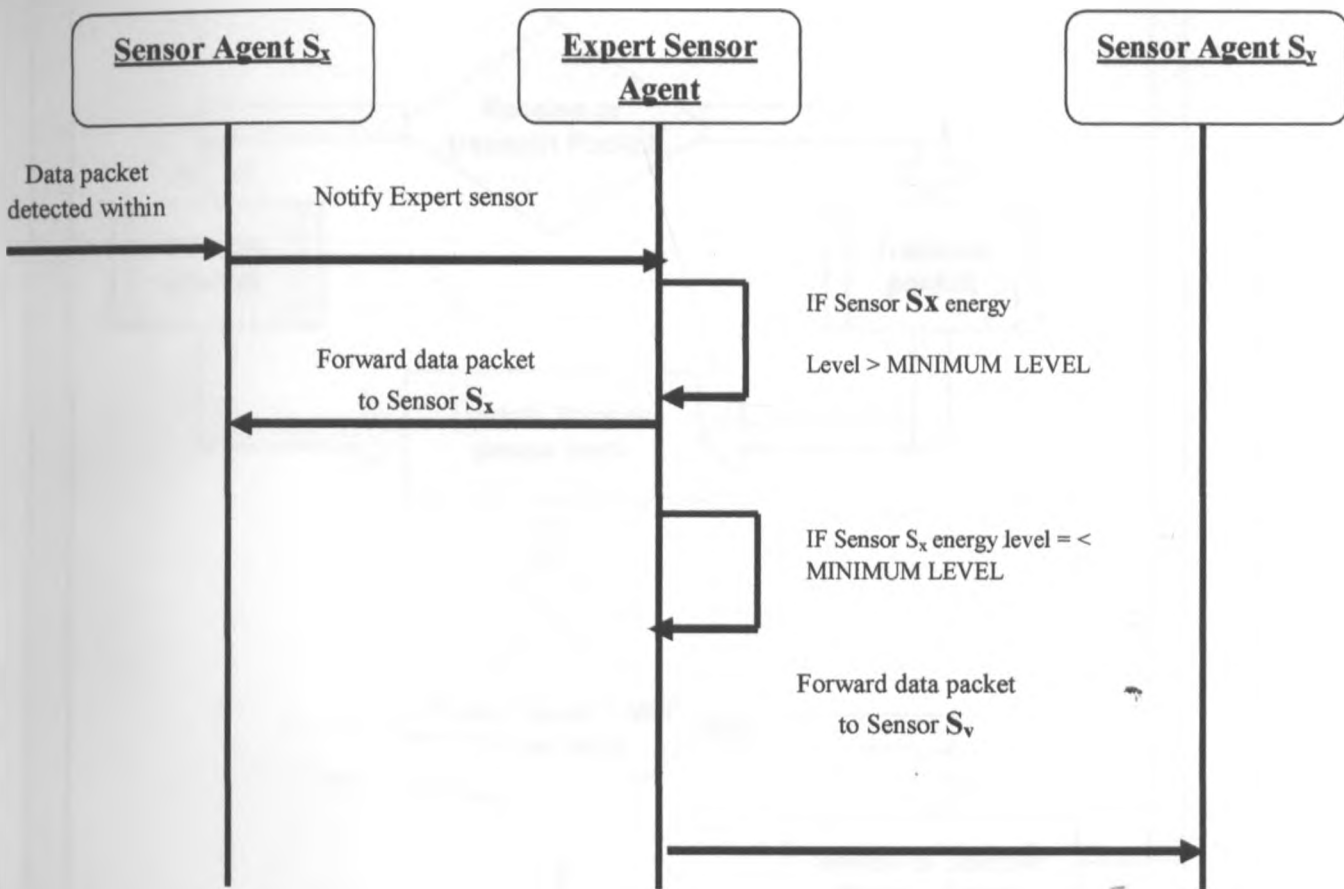 Sensor Agent Sx
Expert Sensor
Agent
Sensor Agent Sy
Data packet
detected within
Notify Expert sensor
IF Sensor Sx energy
Level > MINIMUM LEVEL
Forward data packet
to Sensor Sx
IF Sensor Sx energy level = <
MINIMUM LEVEL
Forward data packet
to Sensor Sy